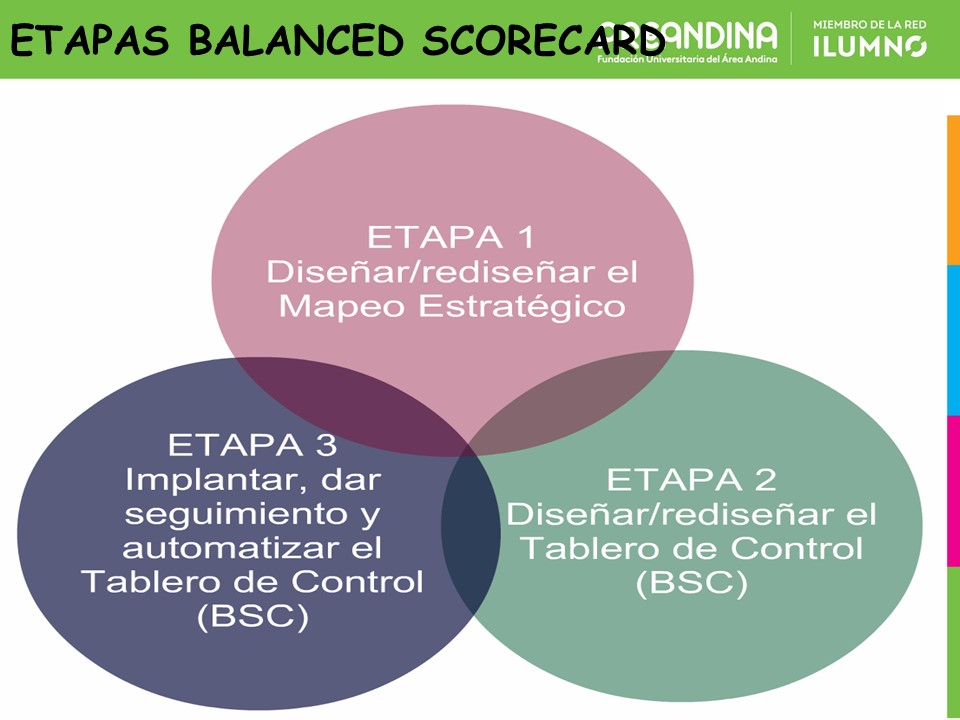 ETAPAS BALANCED SCORECARD
ANDINA
Fundación Universitaria del Área Andina
MIEMBRO DE LA RED
ILUMNO
ETAPA 1
Diseñar/rediseñar el
Mapeo Estratégico
ETAPA 3
Implantar, dar
seguimiento y
automatizar el
Tablero de Control
(BSC)
ETAPA 2
Diseñar/rediseñar el
Tablero de Control
(BSC)